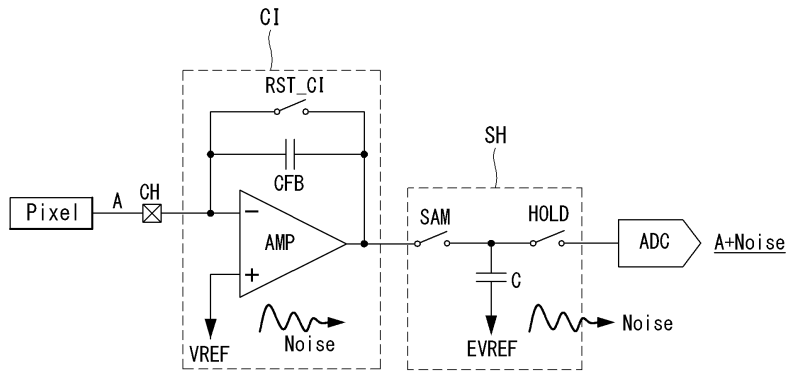 CI
RST_CI
CFB
SH
Pixel
A
CH
−
AMP
+
SAM
HOLD
ADC
A+Noise
C
VREF
Noise
EVREF
Noise